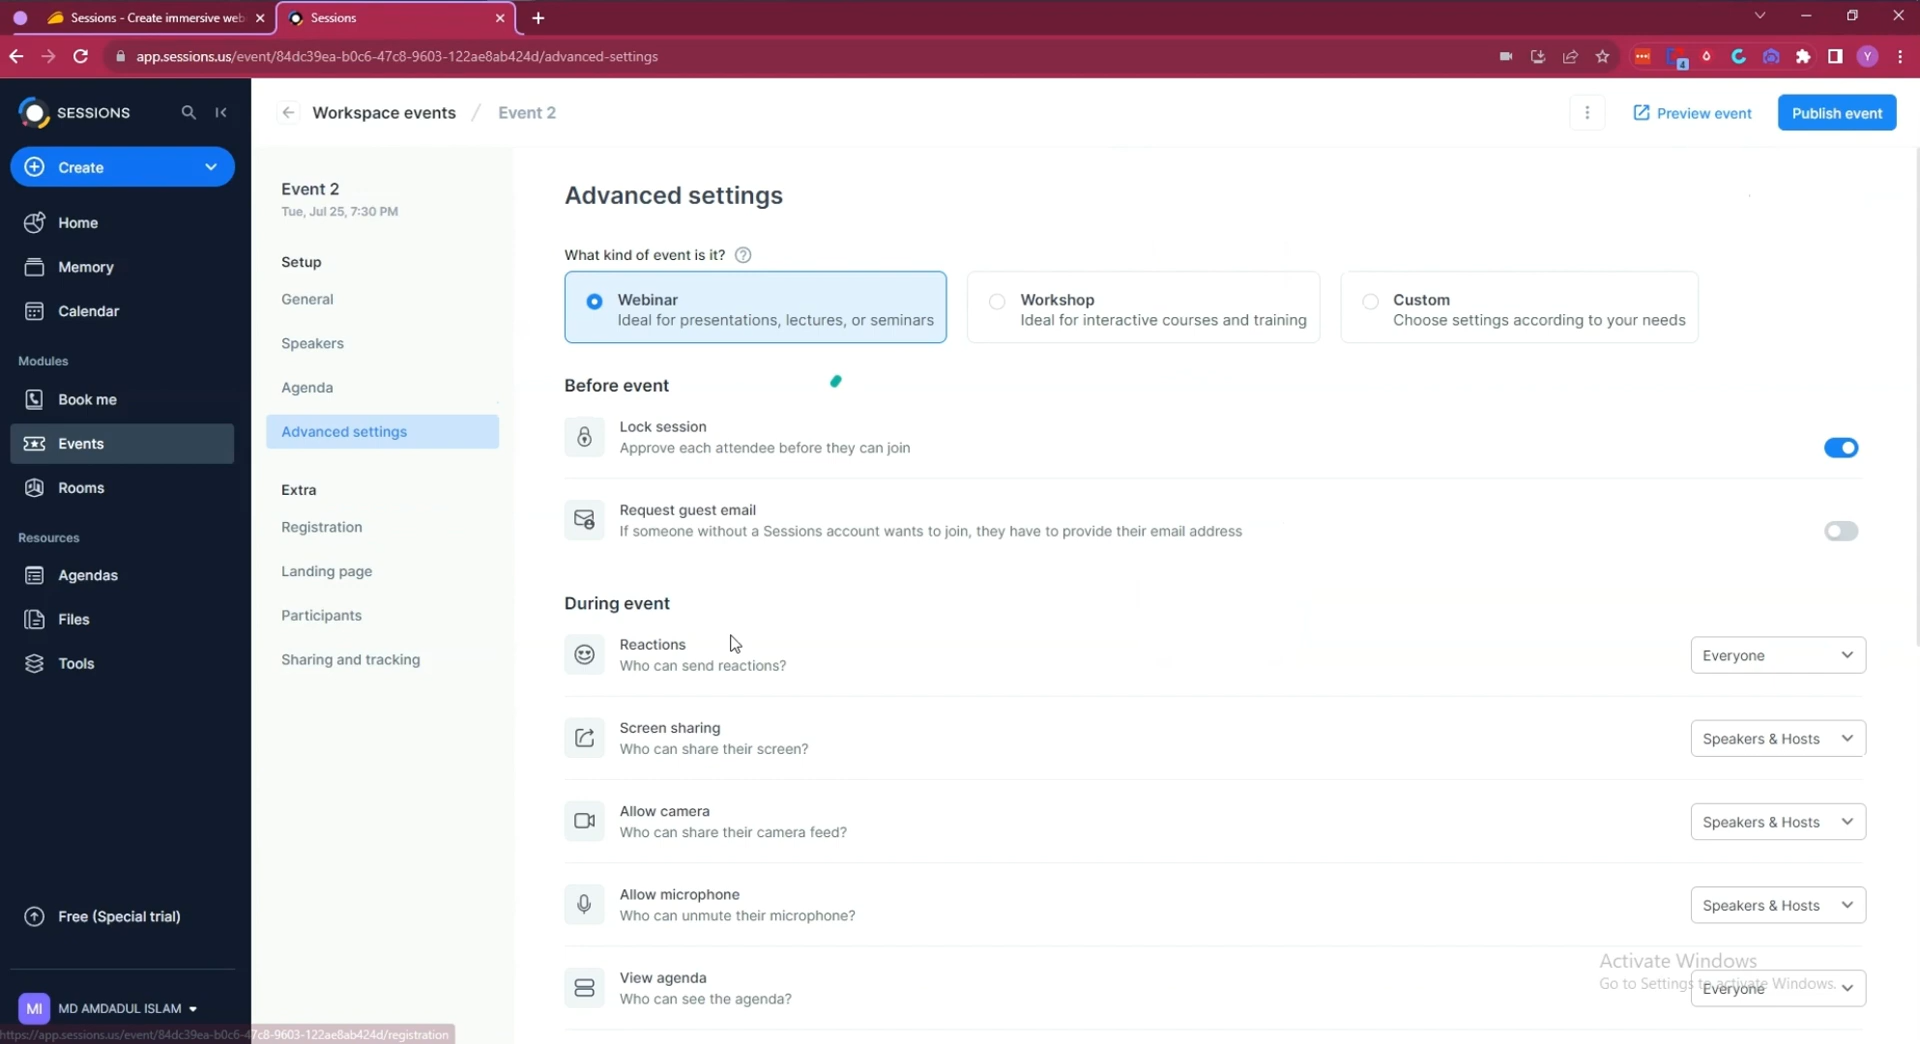 Sessions - Create immersive web
Sessions
app.sessions.us/event/84dc39ea-b0c6-47c8-9603-122ae8ab424d/advanced-settings
4
Y
SESSIONS
Create
Home
Memory
Calendar
Modules
Book me
Events
Rooms
Resources
Agendas
Files
Tools
Free (Special trial)
MI MD AMDADUL ISLAM
https://app.sessions.us/event/84dc39ea-b0c6-47c8-9603-122ae8ab424d/registration
Workspace events / Event 2
Preview event
Publish event
Event 2
Tue, Jul 25, 7:30 PM
Setup
General
Speakers
Agenda
Advanced settings
Extra
Registration
Landing page
Participants
Sharing and tracking
Advanced settings
What kind of event is it? ?
Webinar
Ideal for presentations, lectures, or seminars
Workshop
Ideal for interactive courses and training
Custom
Choose settings according to your needs
Before event
Lock session
Approve each attendee before they can join
Request guest email
If someone without a Sessions account wants to join, they have to provide their email address
During event
Reactions
Who can send reactions?
Everyone
Screen sharing
Who can share their screen?
Speakers & Hosts
Allow camera
Who can share their camera feed?
Speakers & Hosts
Allow microphone
Who can unmute their microphone?
Speakers & Hosts
View agenda
Who can see the agenda?
Everyone
Activate Windows
Go to Settings to activate Windows.